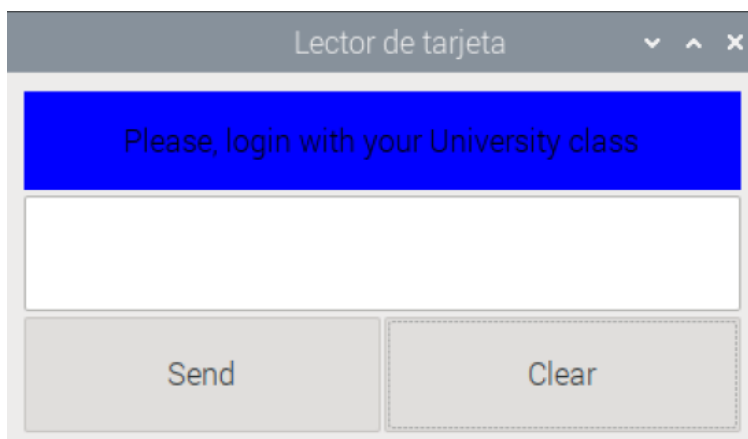 Lector de tarjeta
Please, login with your University class
Send
Clear